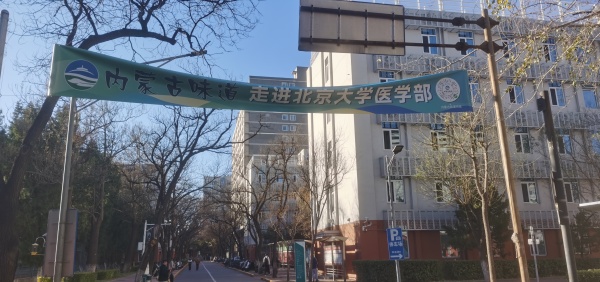 内蒙古味道 走进北京大学医学部
P